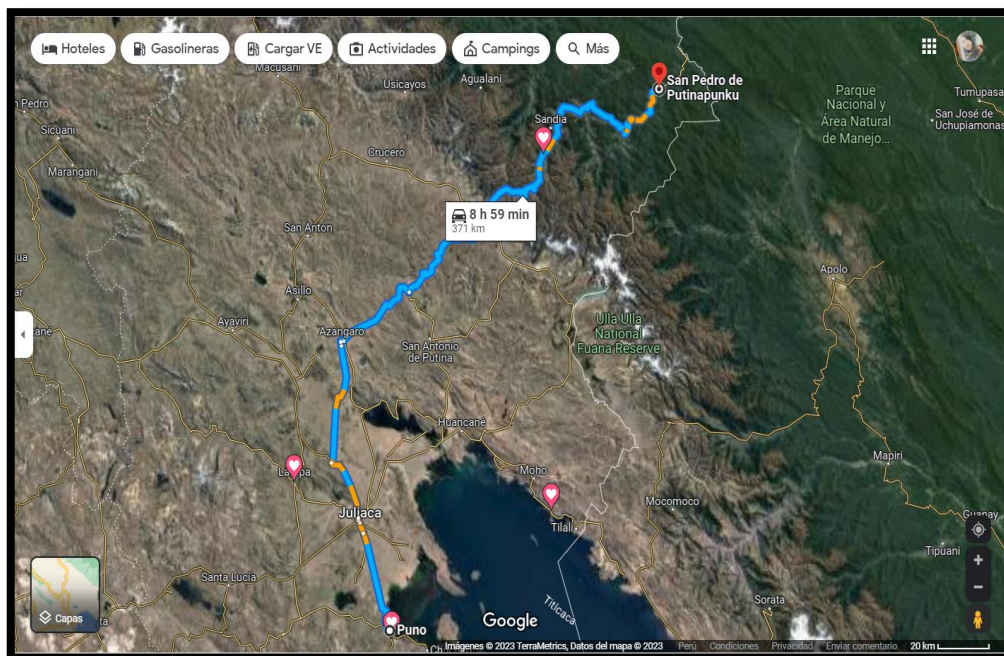 Hoteles
Gasolineras
Cargar VE
Actividades
Campings
Más
Macusani
Usicayos
Agualani
San Pedro de
Putinapunku
Parque
Nacional y
Área Natural
de Manejo...
Tumupasa
San José de
Uchupiamonas
Pedro
Sicuani
Marangani
Crucero
Sandia
8 h 59 min
371 km
San Antón
Asillo
Ayaviri
Azángaro
San Antonio
de Putina
Apolo
Ulla Ulla
National
Fuana Reserve
Huancané
Moho
Mocomoco
Mapiri
Guanay
Juliaca
Tilali
Tipuani
Santa Lucia
Titicaca
Sorata
Capas
Puno
Google
Imágenes © 2023 TerraMetrics, Datos del mapa © 2023
Perú
Condiciones
Privacidad
Enviar comentario
20 km